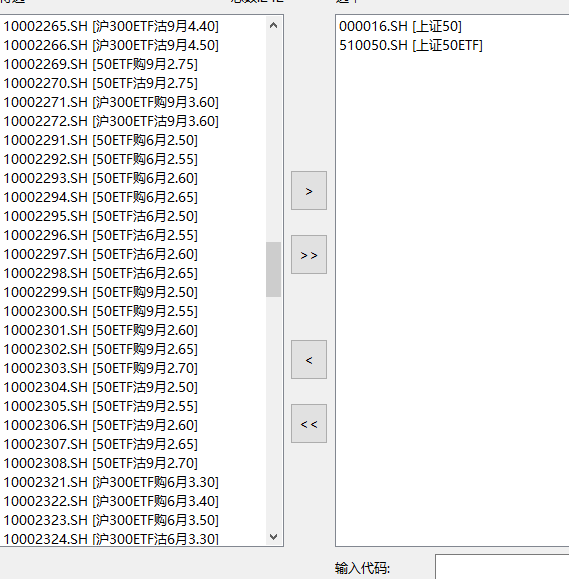 10002265.SH [沪300ETF沽9月4.40]
10002266.SH [沪300ETF沽9月4.50]
10002269.SH [50ETF购9月2.75]
10002270.SH [50ETF沽9月2.75]
10002271.SH [沪300ETF购9月3.60]
10002272.SH [沪300ETF沽9月3.60]
10002291.SH [50ETF购6月2.50]
10002292.SH [50ETF购6月2.55]
10002293.SH [50ETF购6月2.60]
10002294.SH [50ETF购6月2.65]
10002295.SH [50ETF沽6月2.50]
10002296.SH [50ETF沽6月2.55]
10002297.SH [50ETF沽6月2.60]
10002298.SH [50ETF沽6月2.65]
10002299.SH [50ETF购9月2.50]
10002300.SH [50ETF购9月2.55]
10002301.SH [50ETF购9月2.60]
10002302.SH [50ETF购9月2.65]
10002303.SH [50ETF购9月2.70]
10002304.SH [50ETF沽9月2.50]
10002305.SH [50ETF沽9月2.55]
10002306.SH [50ETF沽9月2.60]
10002307.SH [50ETF沽9月2.65]
10002308.SH [50ETF沽9月2.70]
10002321.SH [沪300ETF购6月3.30]
10002322.SH [沪300ETF购6月3.40]
10002323.SH [沪300ETF购6月3.50]
10002324.SH [沪300ETF沽6月3.30]
>
>>
<
<<
000016.SH [上证50]
510050.SH [上证50ETF]
输入代码: